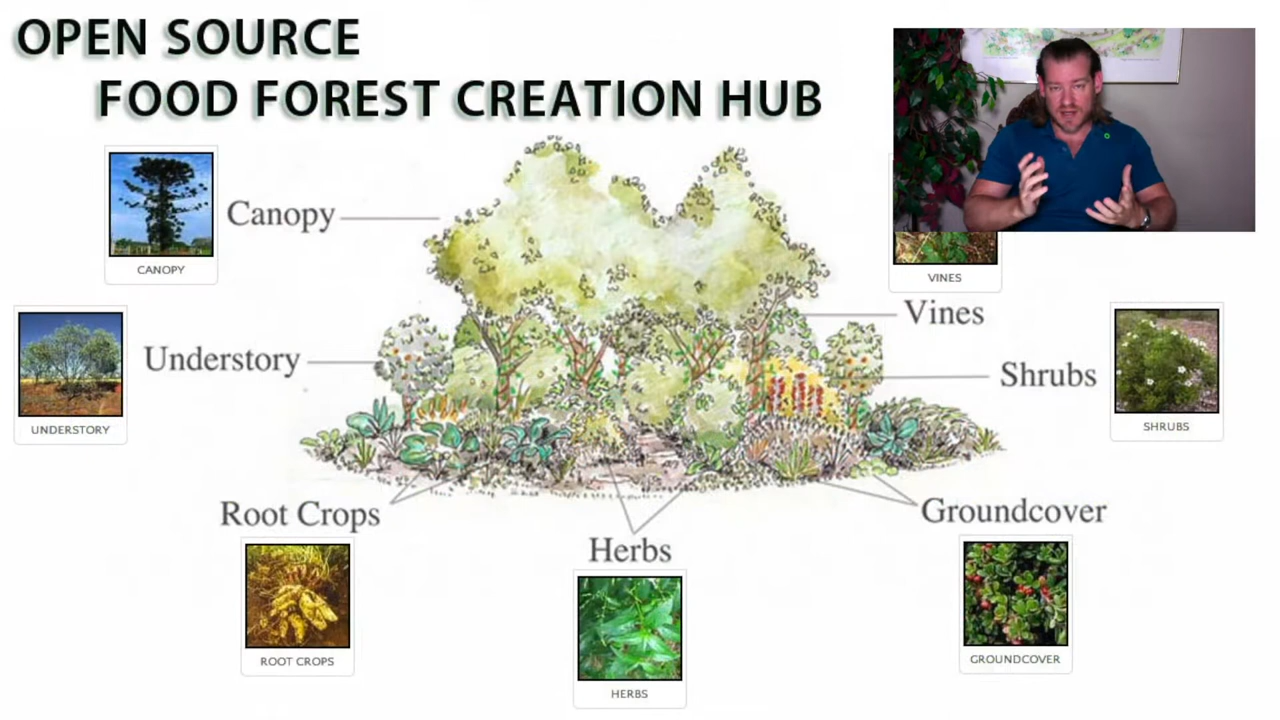 OPEN SOURCE
FOOD FOREST CREATION HUB
Canopy
CANOPY
VINES
Vines
Understory
UNDERSTORY
Shrubs
SHRUBS
Root Crops
ROOT CROPS
Herbs
HERBS
Groundcover
GROUNDCOVER